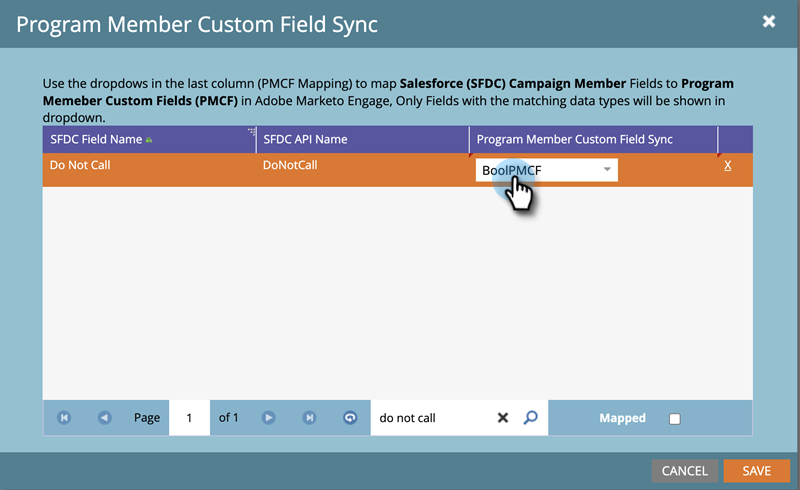 Program Member Custom Field Sync
Use the dropdowns in the last column (PMCF Mapping) to map Salesforce (SFDC) Campaign Member Fields to Program
Memeber Custom Fields (PMCF) in Adobe Marketo Engage, Only Fields with the matching data types will be shown in
dropdown.
SFDC Field Name SFDC API Name Program Member Custom Field Sync
Do Not Call DoNotCall BoolPMCF X
Page 1 of 1 do not call Mapped
CANCEL SAVE